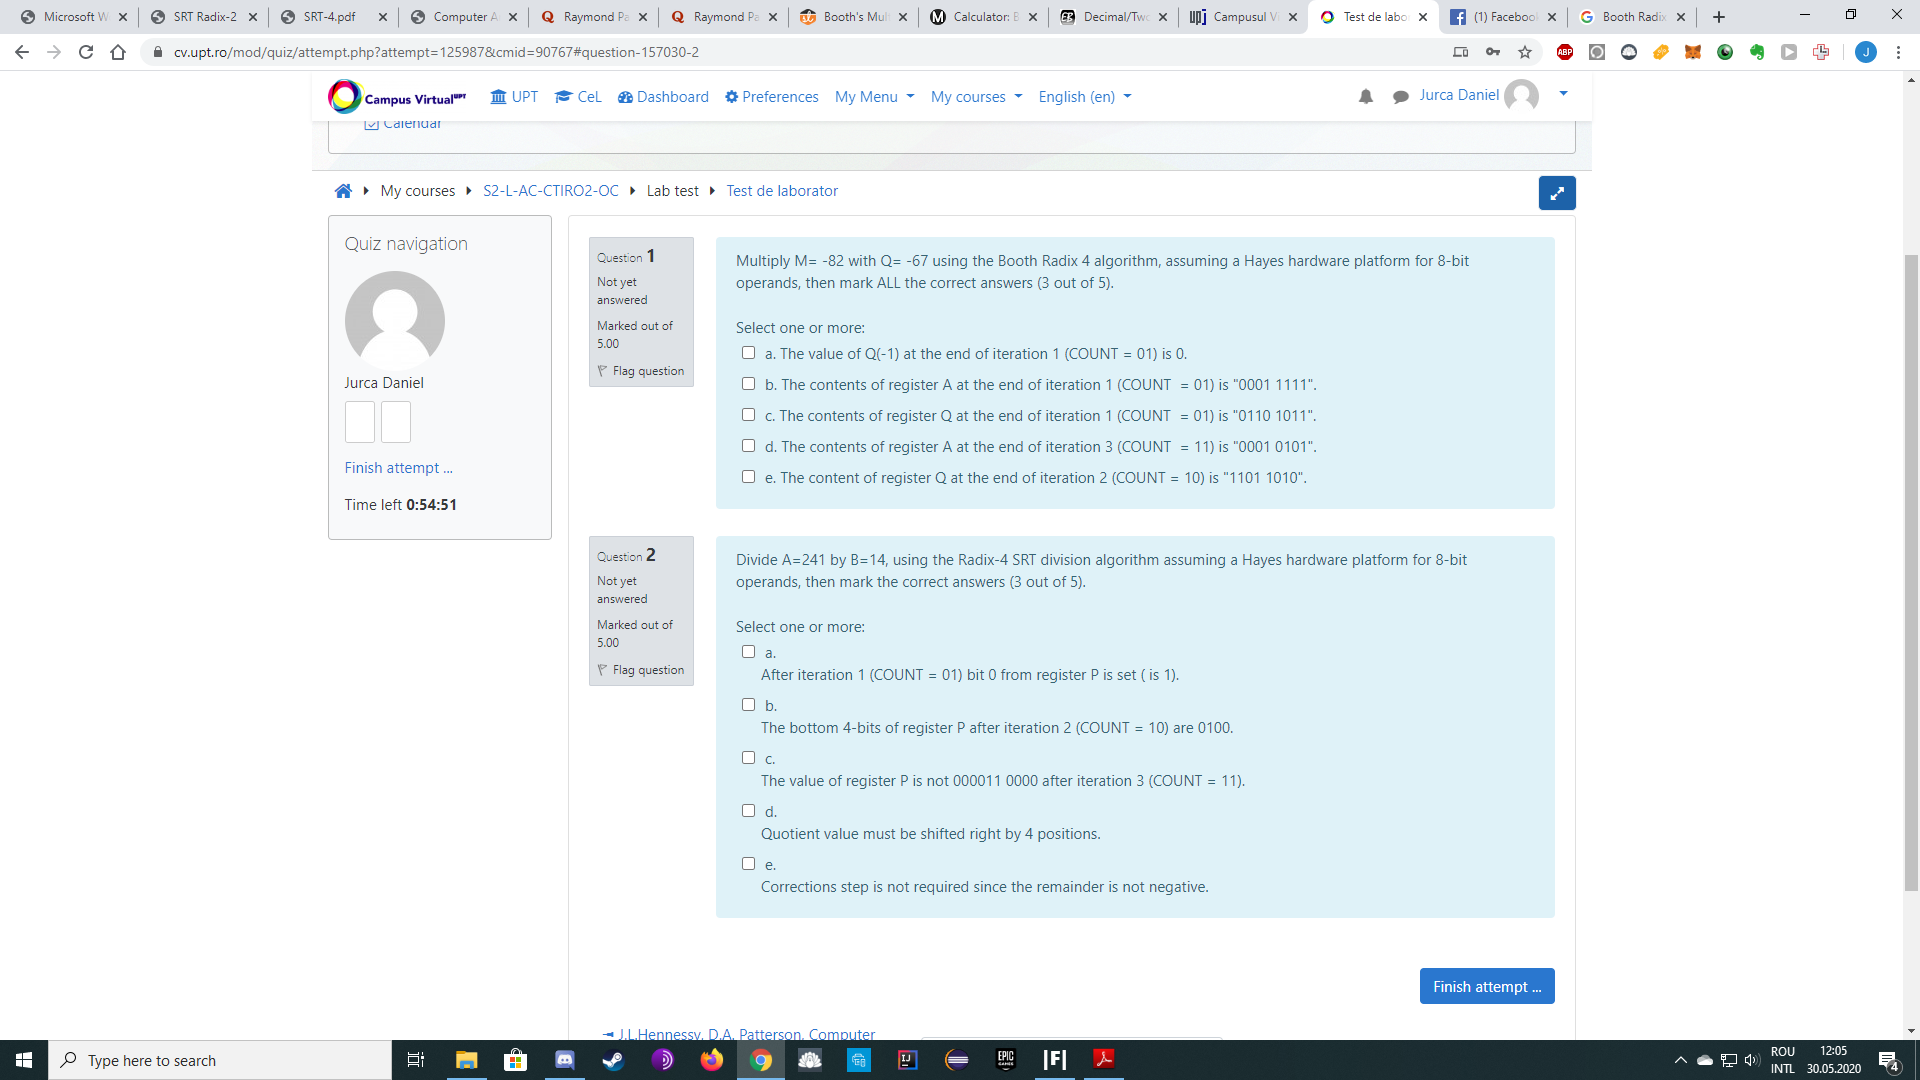 Microsoft W
SRT Radix-2
SRT-4.pdf
Computer A
Raymond Pa
Raymond Pa
Booth's Mul
Calculator: B
Decimal/Two
Campusul Vi
Test de labo
(1) Facebook
Booth Radix
cv.upt.ro/mod/quiz/attempt.php?attempt=125987&cmid=90767#question-157030-2
ABP
J
Campus Virtual UPT
UPT
CeL
Dashboard
Preferences
My Menu
My courses
English (en)
Jurca Daniel
Calendar
My courses
S2-L-AC-CTIRO2-OC
Lab test
Test de laborator
Quiz navigation
Jurca Daniel
Finish attempt ...
Time left 0:54:51
Question 1
Not yet
answered
Marked out of
5.00
Flag question
Multiply M= -82 with Q= -67 using the Booth Radix 4 algorithm, assuming a Hayes hardware platform for 8-bit
operands, then mark ALL the correct answers (3 out of 5).
Select one or more:
a. The value of Q(-1) at the end of iteration 1 (COUNT = 01) is 0.
b. The contents of register A at the end of iteration 1 (COUNT = 01) is "0001 1111".
c. The contents of register Q at the end of iteration 1 (COUNT = 01) is "0110 1011".
d. The contents of register A at the end of iteration 3 (COUNT = 11) is "0001 0101".
e. The content of register Q at the end of iteration 2 (COUNT = 10) is "1101 1010".
Question 2
Not yet
answered
Marked out of
5.00
Flag question
Divide A=241 by B=14, using the Radix-4 SRT division algorithm assuming a Hayes hardware platform for 8-bit
operands, then mark the correct answers (3 out of 5).
Select one or more:
a.
After iteration 1 (COUNT = 01) bit 0 from register P is set ( is 1).
b.
The bottom 4-bits of register P after iteration 2 (COUNT = 10) are 0100.
c.
The value of register P is not 000011 0000 after iteration 3 (COUNT = 11).
d.
Quotient value must be shifted right by 4 positions.
e.
Corrections step is not required since the remainder is not negative.
Finish attempt ...
◄ J.L.Hennessy, D.A. Patterson, Computer
Type here to search
EPIC GAMES
|F|
ROU
INTL
12:05
30.05.2020
4